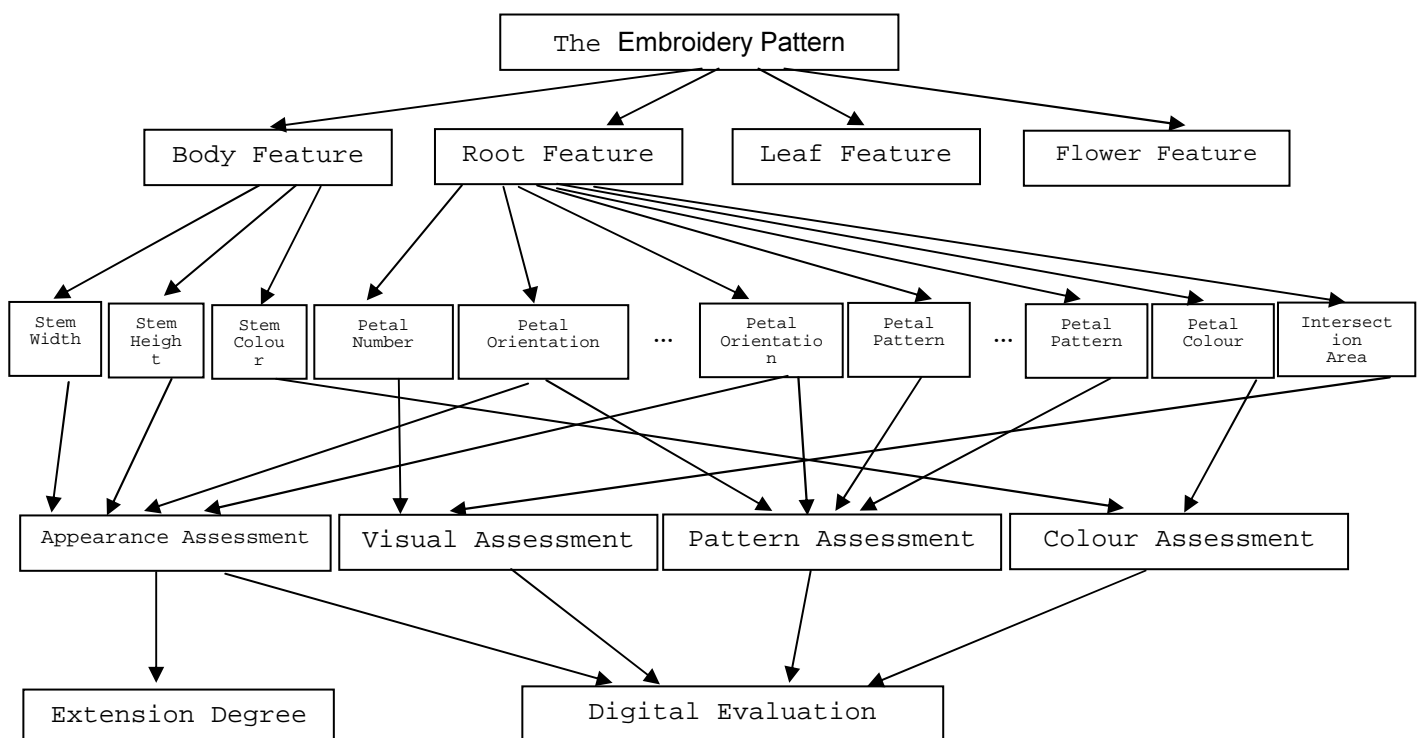 The Embroidery Pattern
Body Feature
Root Feature
Leaf Feature
Flower Feature
Stem
Width
Stem
Heigh
t
Stem
Colou
r
Petal
Number
Petal
Orientation
...
Petal
Orientatio
n
Petal
Pattern
...
Petal
Pattern
Petal
Colour
Intersect
ion
Area
Appearance Assessment
Visual Assessment
Pattern Assessment
Colour Assessment
Extension Degree
Digital Evaluation